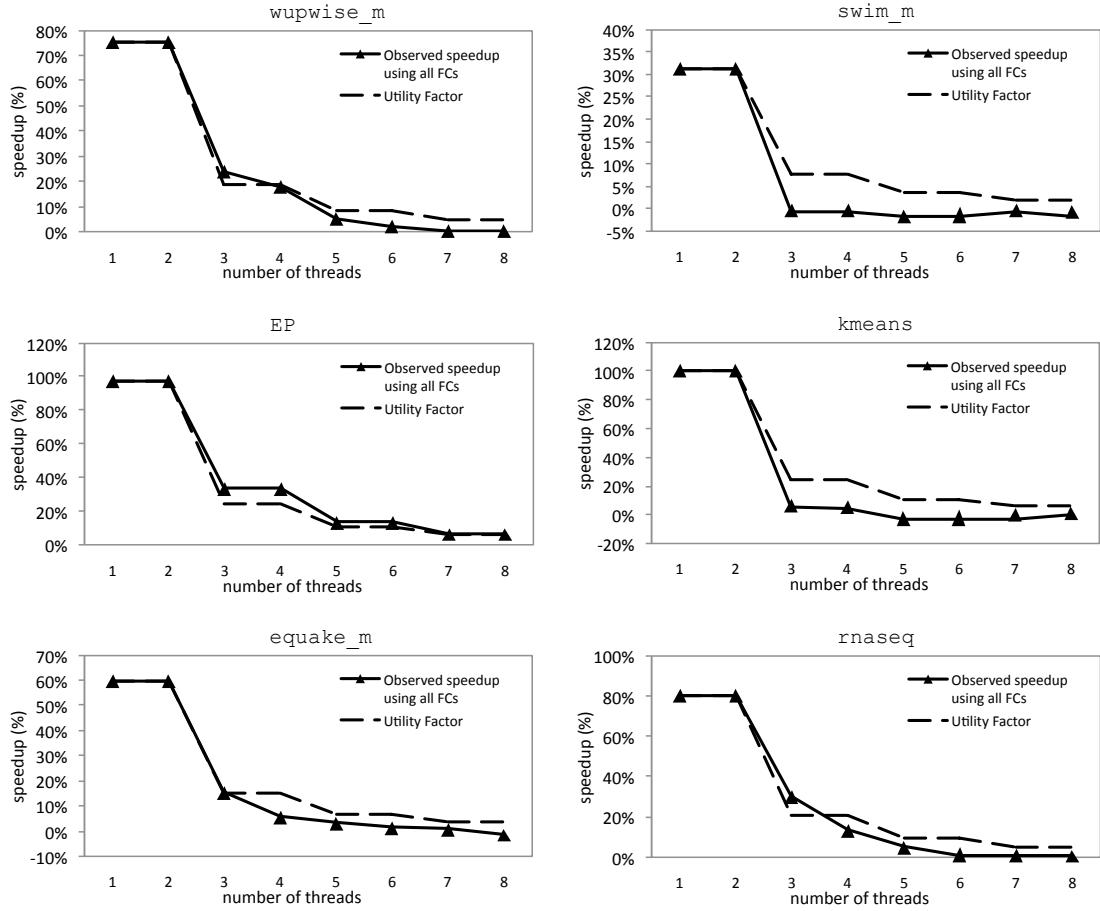 wupwise_m
80%
70%
60%
50%
40%
30%
20%
10%
0%
speedup (%)
Observed speedup
using all FCs
Utility Factor
1 2 3 4 5 6 7 8
number of threads
swim_m
40%
35%
30%
25%
20%
15%
10%
5%
0%
-5%
speedup (%)
Observed speedup
using all FCs
Utility Factor
1 2 3 4 5 6 7 8
number of threads
EP
120%
100%
80%
60%
40%
20%
0%
speedup (%)
Observed speedup
using all FCs
Utility Factor
1 2 3 4 5 6 7 8
number of threads
kmeans
120%
100%
80%
60%
40%
20%
0%
-20%
speedup (%)
Observed speedup
using all FCs
Utility Factor
1 2 3 4 5 6 7 8
number of threads
equake_m
70%
60%
50%
40%
30%
20%
10%
0%
-10%
speedup (%)
Observed speedup
using all FCs
Utility Factor
1 2 3 4 5 6 7 8
number of threads
rnaseq
100%
80%
60%
40%
20%
0%
speedup (%)
Observed speedup
using all FCs
Utility Factor
1 2 3 4 5 6 7 8
number of threads